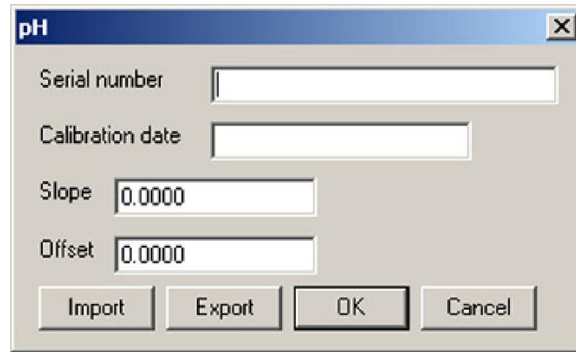 pH
Serial number
Calibration date
Slope 0.0000
Offset 0.0000
Import Export OK Cancel